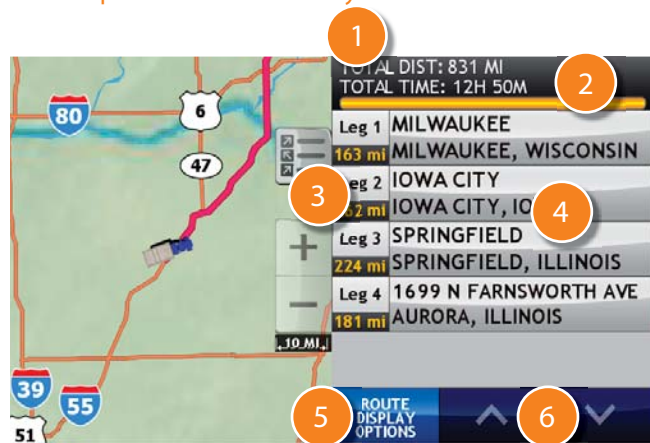 1
TOTAL DIST: 831 MI
TOTAL TIME: 12H 50M
2
80
6
47
3
Leg 1 MILWAUKEE
163 mi MILWAUKEE, WISCONSIN
Leg 2 IOWA CITY
mi IOWA CITY,
4
Leg 3 SPRINGFIELD
224 mi SPRINGFIELD, ILLINOIS
Leg 4 1699 N FARNSWORTH AVE
181 mi AURORA, ILLINOIS
+
−
10 MI.
39
55
51
5
ROUTE
DISPLAY
OPTIONS
6